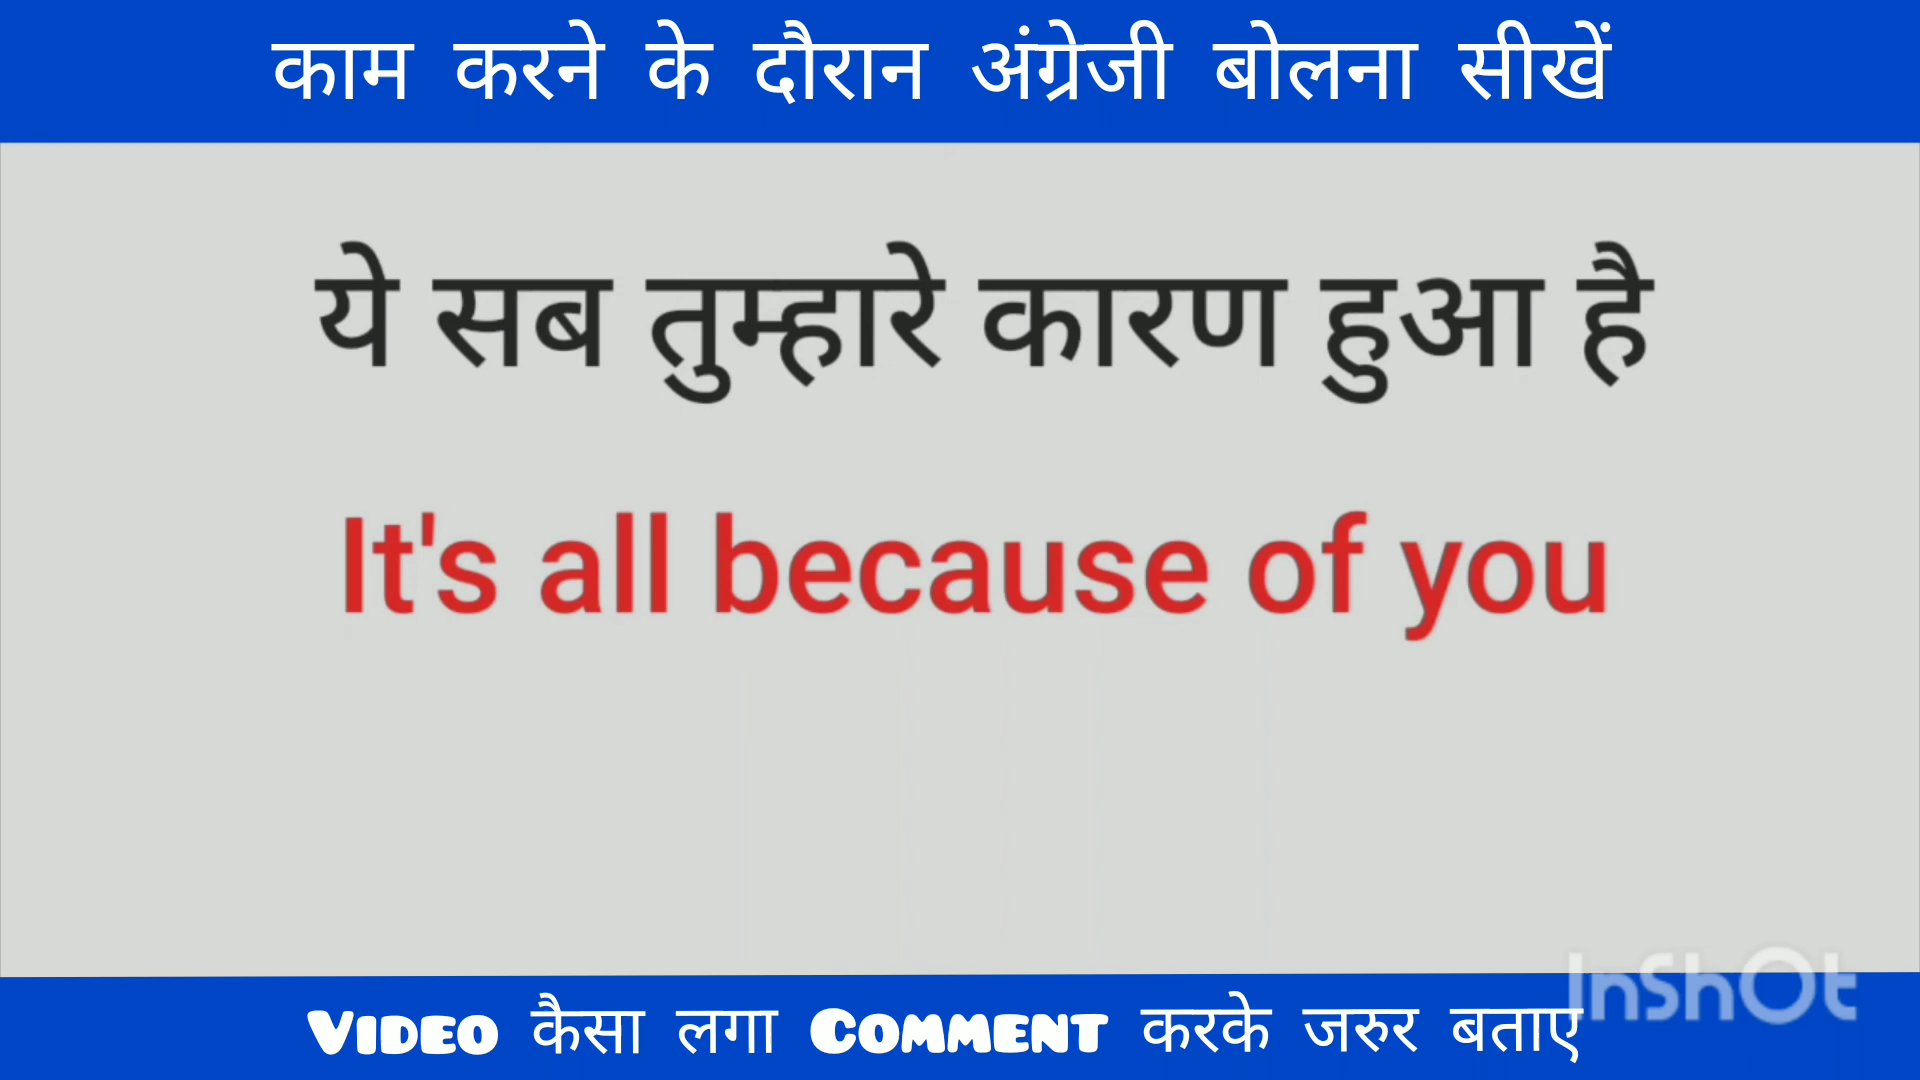 काम करने के दौरान अंग्रेजी बोलना सीखें
ये सब तुम्हारे कारण हुआ है
It's all because of you
InShOt
VIDEO कैसा लगा COMMENT करके जरुर बताए